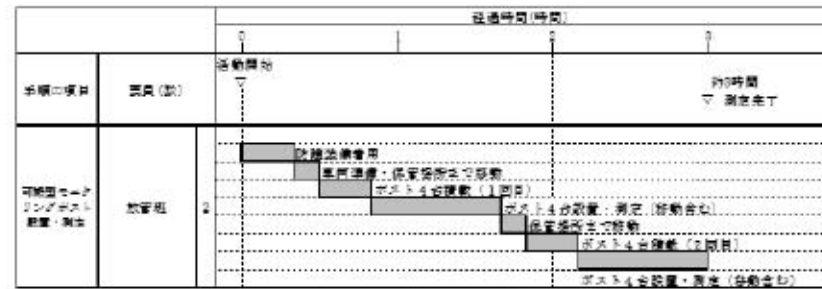 経過時間(時間)
0 1 2 3
手順の項目 要員(数)
活動開始
▽
約3時間
▽ 測定完了
可搬型モニタ
リングポスト
設置・測定
放管班 2
防護装備着用
車両準備・保管場所まで移動
ポスト4台積載(1回目)
ポスト4台設置・測定(移動含む)
保管場所まで移動
ポスト4台積載(2回目)
ポスト4台設置・測定(移動含む)